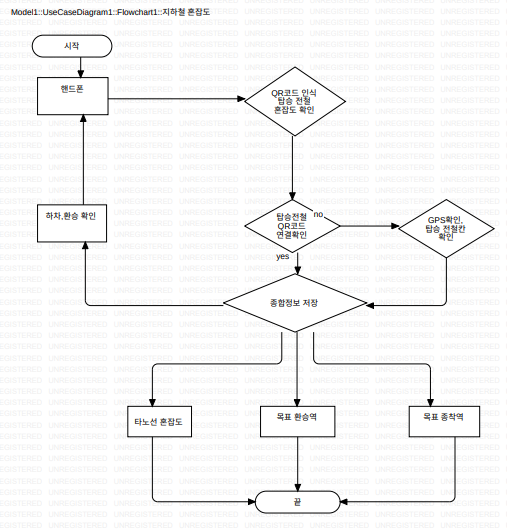 Model1::UseCaseDiagram1::Flowchart1::지하철 혼잡도
시작
핸드폰
QR코드 인식
탑승 전철
혼잡도 확인
하차,환승 확인
탑승전철
QR코드
연결확인
no
GPS확인,
탑승 전철칸
확인
yes
종합정보 저장
타노선 혼잡도
목표 환승역
목표 종착역
끝